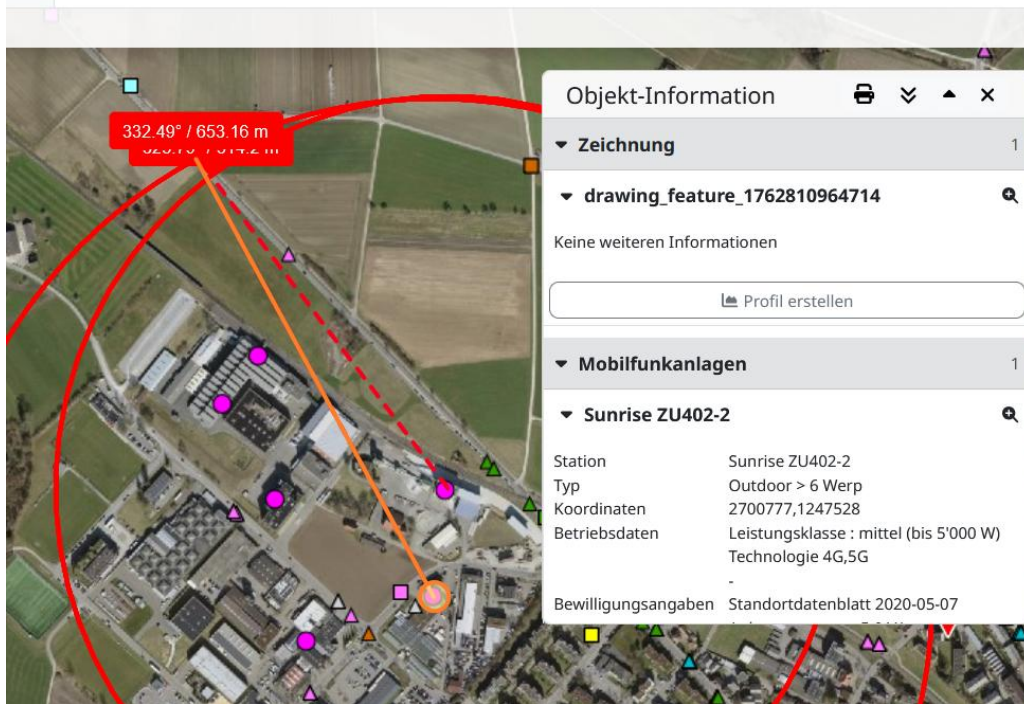 332.49° / 653.16 m
Objekt-Information
Zeichnung 1
drawing_feature_1762810964714
Keine weiteren Informationen
Profil erstellen
Mobilfunkanlagen 1
Sunrise ZU402-2
Station Sunrise ZU402-2
Typ Outdoor > 6 Werp
Koordinaten 2700777,1247528
Betriebsdaten Leistungsklasse : mittel (bis 5'000 W)
Technologie 4G,5G
-
Bewilligungsangaben Standortdatenblatt 2020-05-07